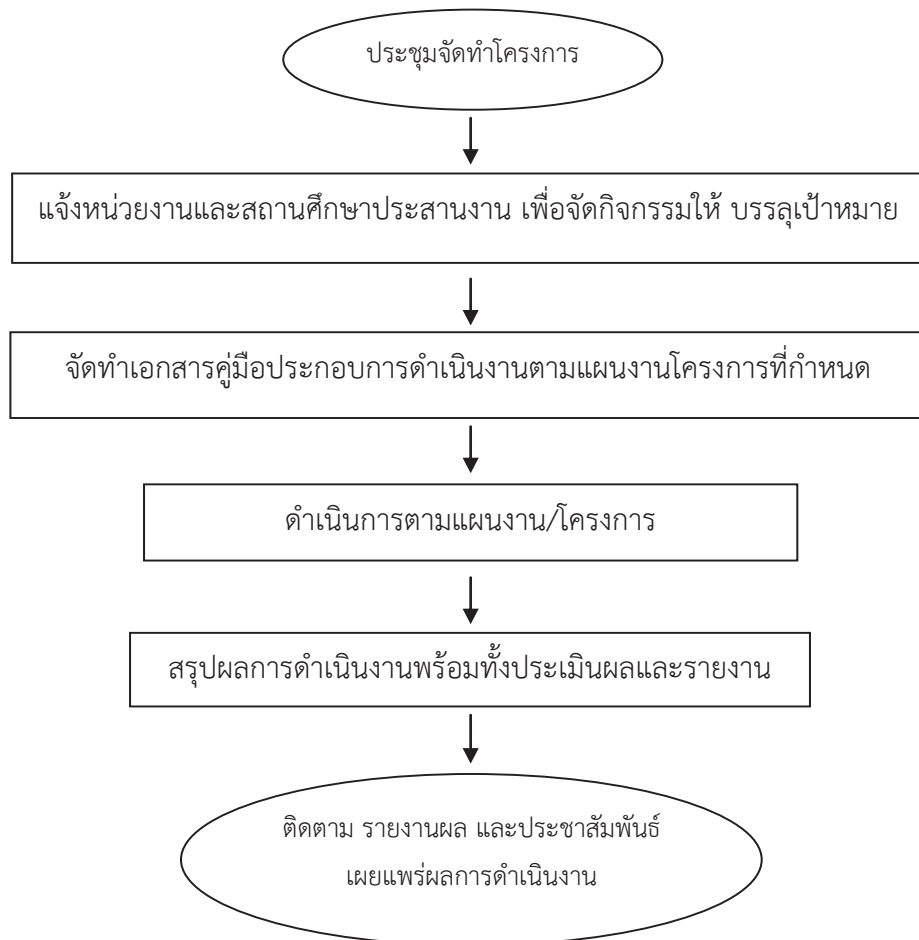 ประชุมจัดทำโครงการ
แจ้งหน่วยงานและสถานศึกษาประสานงาน เพื่อจัดกิจกรรมให้ บรรลุเป้าหมาย
จัดทำเอกสารคู่มือประกอบการดำเนินงานตามแผนงานโครงการที่กำหนด
ดำเนินการตามแผนงาน/โครงการ
สรุปผลการดำเนินงานพร้อมทั้งประเมินผลและรายงาน
ติดตาม รายงานผล และประชาสัมพันธ์
เผยแพร่ผลการดำเนินงาน